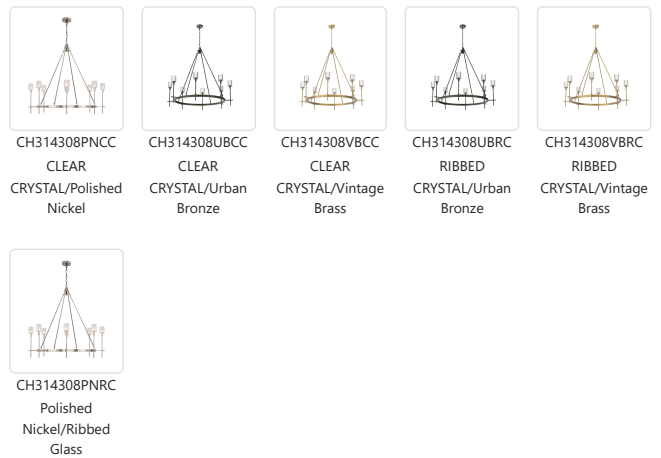 CH314308PNCC
CLEAR
CRYSTAL/Polished
Nickel
CH314308UBCC
CLEAR
CRYSTAL/Urban
Bronze
CH314308VBCC
CLEAR
CRYSTAL/Vintage
Brass
CH314308UBRC
RIBBED
CRYSTAL/Urban
Bronze
CH314308VBRC
RIBBED
CRYSTAL/Vintage
Brass
CH314308PNRC
Polished
Nickel/Ribbed
Glass